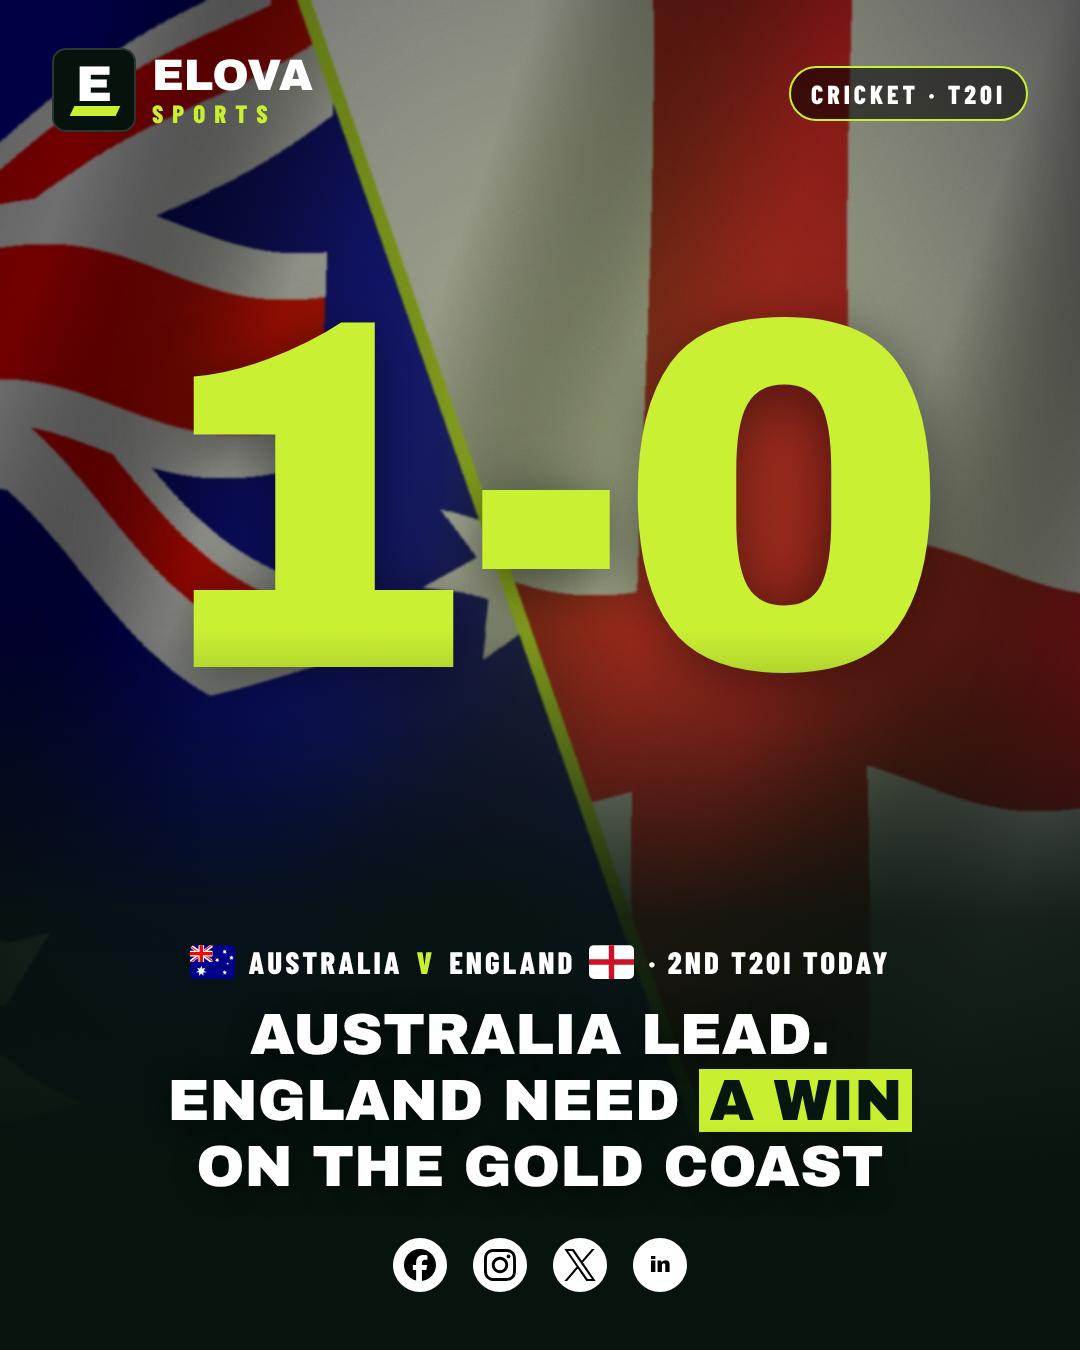 E
ELOVA
SPORTS
CRICKET · T20I
1-0
AUSTRALIA V ENGLAND · 2ND T20I TODAY
AUSTRALIA LEAD.
ENGLAND NEED A WIN
ON THE GOLD COAST
in